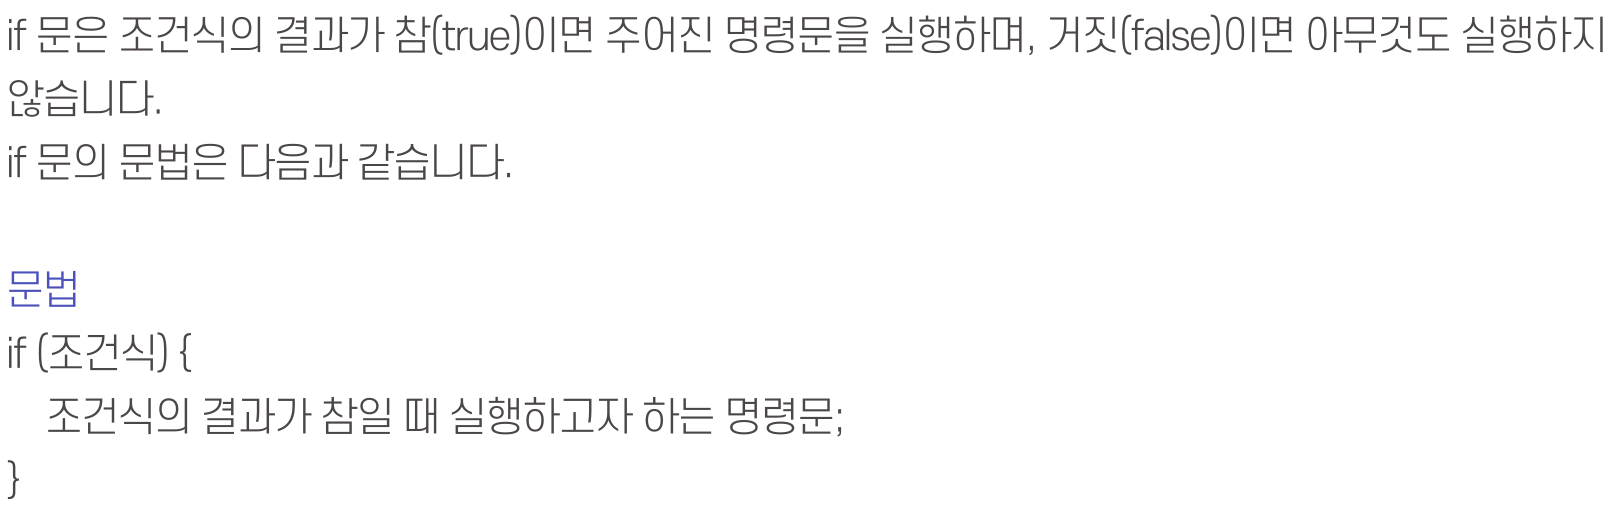 if 문은 조건식의 결과가 참(true)이면 주어진 명령문을 실행하며, 거짓(false)이면 아무것도 실행하지
않습니다.
if 문의 문법은 다음과 같습니다.
문법
if (조건식) {
조건식의 결과가 참일 때 실행하고자 하는 명령문;
}